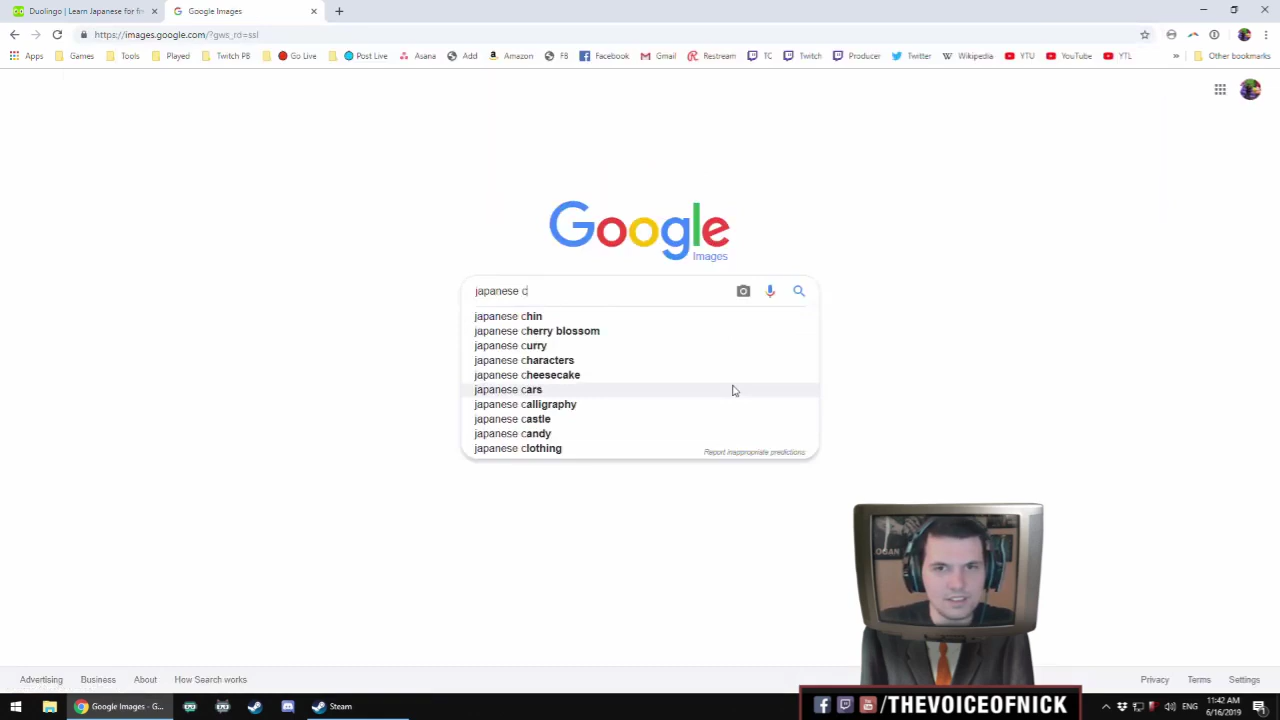 Duolingo | Learn Japanese for fr
Google Images
https://images.google.com/?gws_rd=ssl
Apps
Games
Tools
Played
Twitch PB
Go Live
Post Live
Asana
Add
Amazon
FB
Facebook
Gmail
Restream
TC
Twitch
Producer
Twitter
Wikipedia
YTU
YouTube
YTL
»
Other bookmarks
Google
Images
japanese c
japanese chin
japanese cherry blossom
japanese curry
japanese characters
japanese cheesecake
japanese cars
japanese calligraphy
japanese castle
japanese candy
japanese clothing
Report inappropriate predictions
Advertising
Business
About
How Search works
Privacy
Terms
Settings
Google Images - G...
Steam
/THEVOICEOFNICK
ENG
11:42 AM
6/16/2019